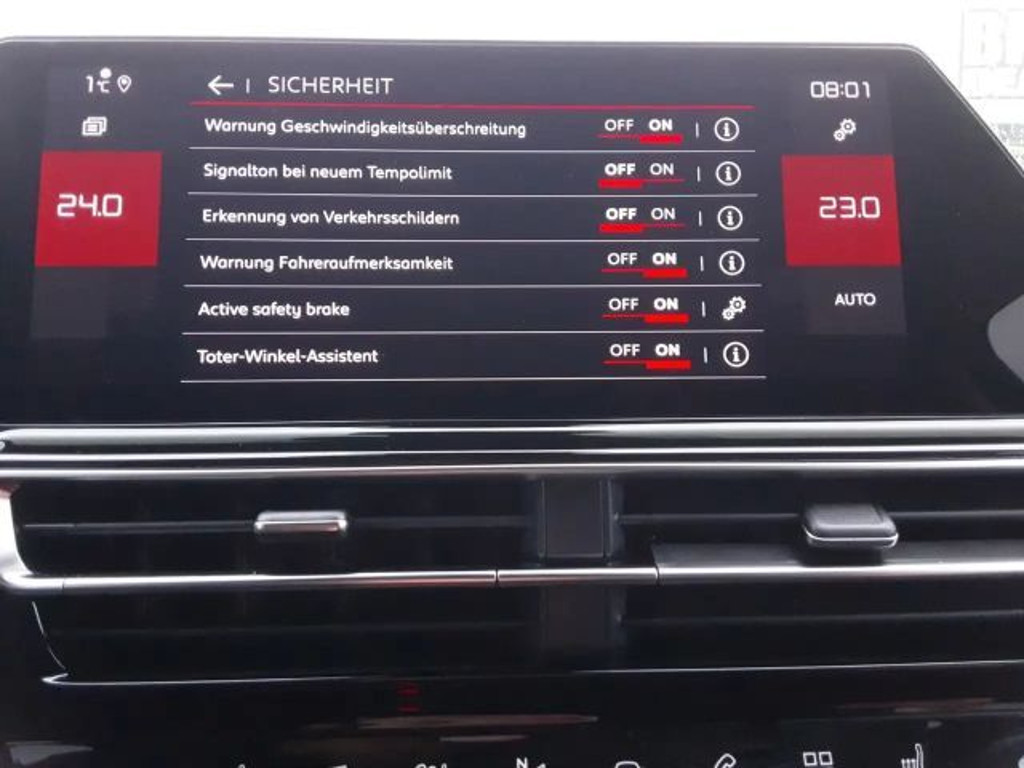 1°C
SICHERHEIT
08:01
Warnung Geschwindigkeitsüberschreitung OFF ON
Signalton bei neuem Tempolimit OFF ON
24.0
23.0
Erkennung von Verkehrsschildern OFF ON
Warnung Fahreraufmerksamkeit OFF ON
Active safety brake OFF ON
AUTO
Toter-Winkel-Assistent OFF ON